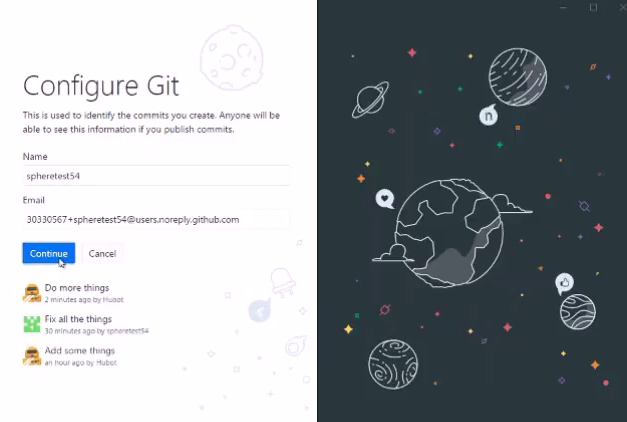 Configure Git
This is used to identify the commits you create. Anyone will be
able to see this information if you publish commits.
Name
spheretest54
Email
30330567+spheretest54@users.noreply.github.com
Continue Cancel
Do more things
2 minutes ago by Hubot
Fix all the things
30 minutes ago by spheretest54
Add some things
an hour ago by Hubot
n